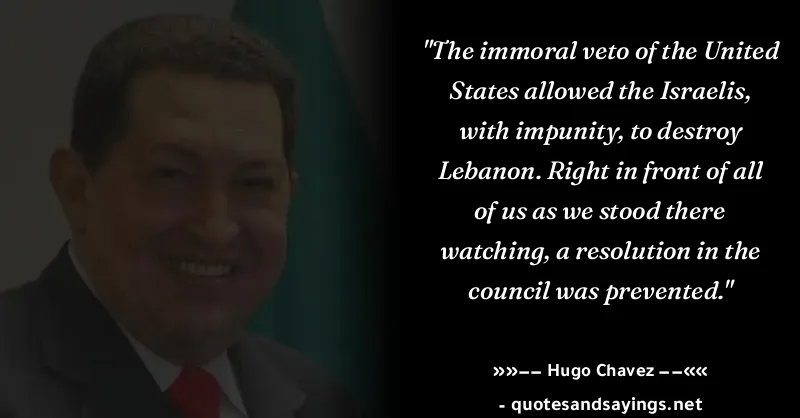 "The immoral veto of the United
States allowed the Israelis,
with impunity, to destroy
Lebanon. Right in front of all
of us as we stood there
watching, a resolution in the
council was prevented."
»»−− Hugo Chavez −−««
- quotesandsayings.net